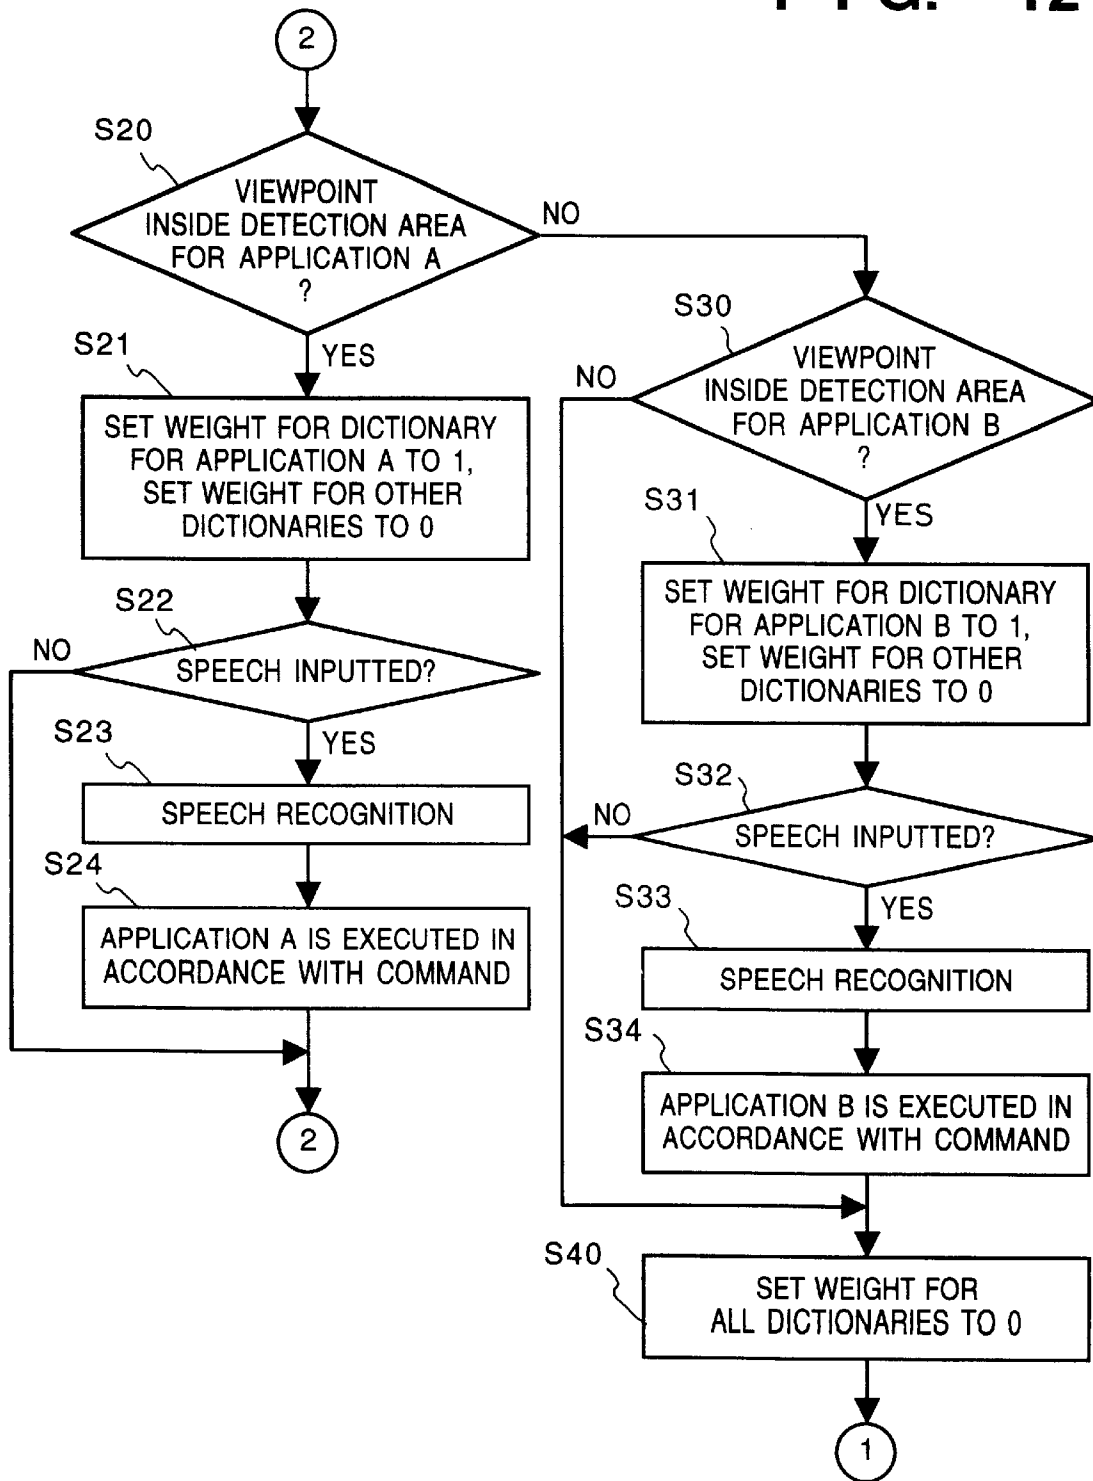 FIG. 12
2
S20
VIEWPOINT
INSIDE DETECTION AREA
FOR APPLICATION A
?
NO
YES
S21
SET WEIGHT FOR DICTIONARY
FOR APPLICATION A TO 1,
SET WEIGHT FOR OTHER
DICTIONARIES TO 0
S22
NO
SPEECH INPUTTED?
YES
S23
SPEECH RECOGNITION
S24
APPLICATION A IS EXECUTED IN
ACCORDANCE WITH COMMAND
2
S30
NO
VIEWPOINT
INSIDE DETECTION AREA
FOR APPLICATION B
?
YES
S31
SET WEIGHT FOR DICTIONARY
FOR APPLICATION B TO 1,
SET WEIGHT FOR OTHER
DICTIONARIES TO 0
S32
NO
SPEECH INPUTTED?
YES
S33
SPEECH RECOGNITION
S34
APPLICATION B IS EXECUTED IN
ACCORDANCE WITH COMMAND
S40
SET WEIGHT FOR
ALL DICTIONARIES TO 0
1